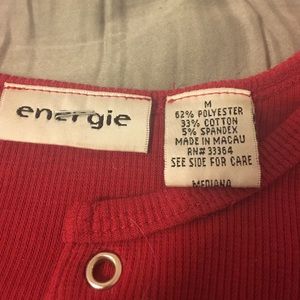 energie
M
62% POLYESTER
33% COTTON
5% SPANDEX
MADE IN MACAU
RN# 33364
SEE SIDE FOR CARE
MEDIANA